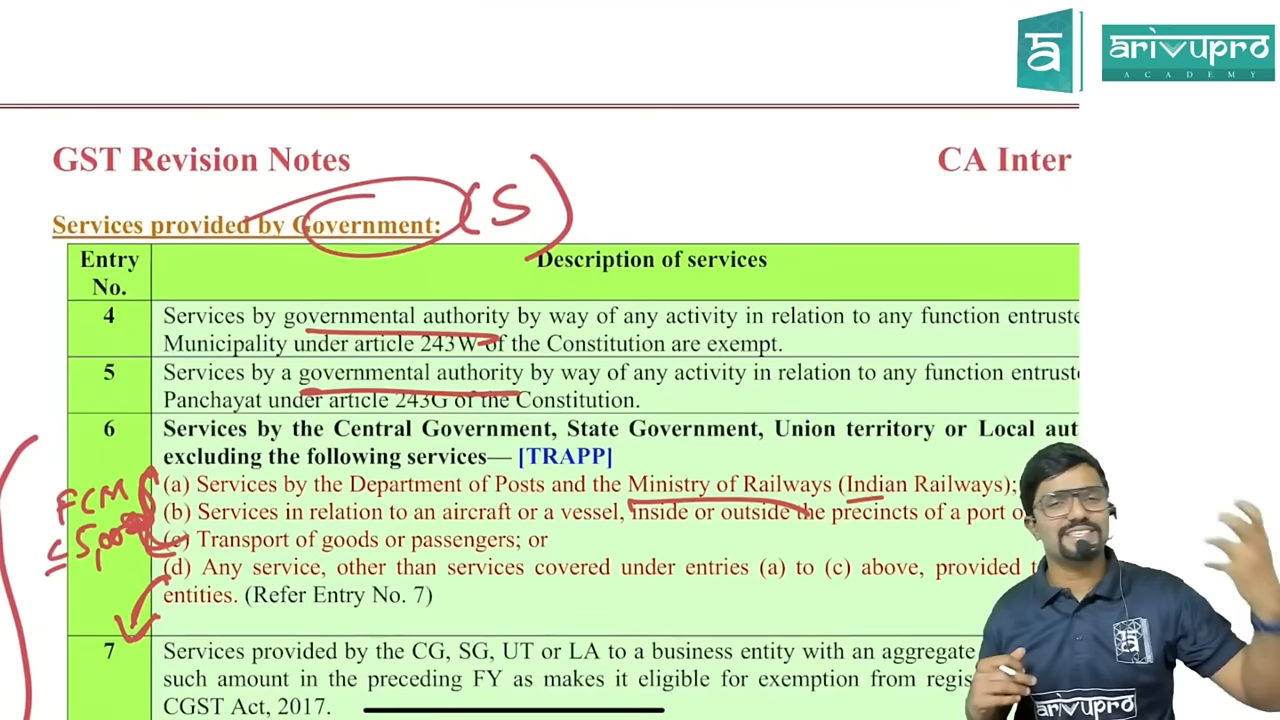 ā arivupro
ACADEMY
GST Revision Notes CA Inter
Services provided by Government: (S)
Entry No. Description of services
4 Services by governmental authority by way of any activity in relation to any function
Municipality under article 243W of the Constitution are exempt.
5 Services by a governmental authority by way of any activity in relation to any function
Panchayat under article 243G of the Constitution.
6 Services by the Central Government, State Government, Union territory or Local
excluding the following services— [TRAPP]
(a) Services by the Department of Posts and the Ministry of Railways (Indian Railways);
FCM
(b) Services in relation to an aircraft or a vessel, inside or outside the precincts of a port
≤ 5,000
(c) Transport of goods or passengers; or
(d) Any service, other than services covered under entries (a) to (c) above, provided
entities. (Refer Entry No. 7)
7 Services provided by the CG, SG, UT or LA to a business entity with an aggregate
such amount in the preceding FY as makes it eligible for exemption from
CGST Act, 2017.
arivupro